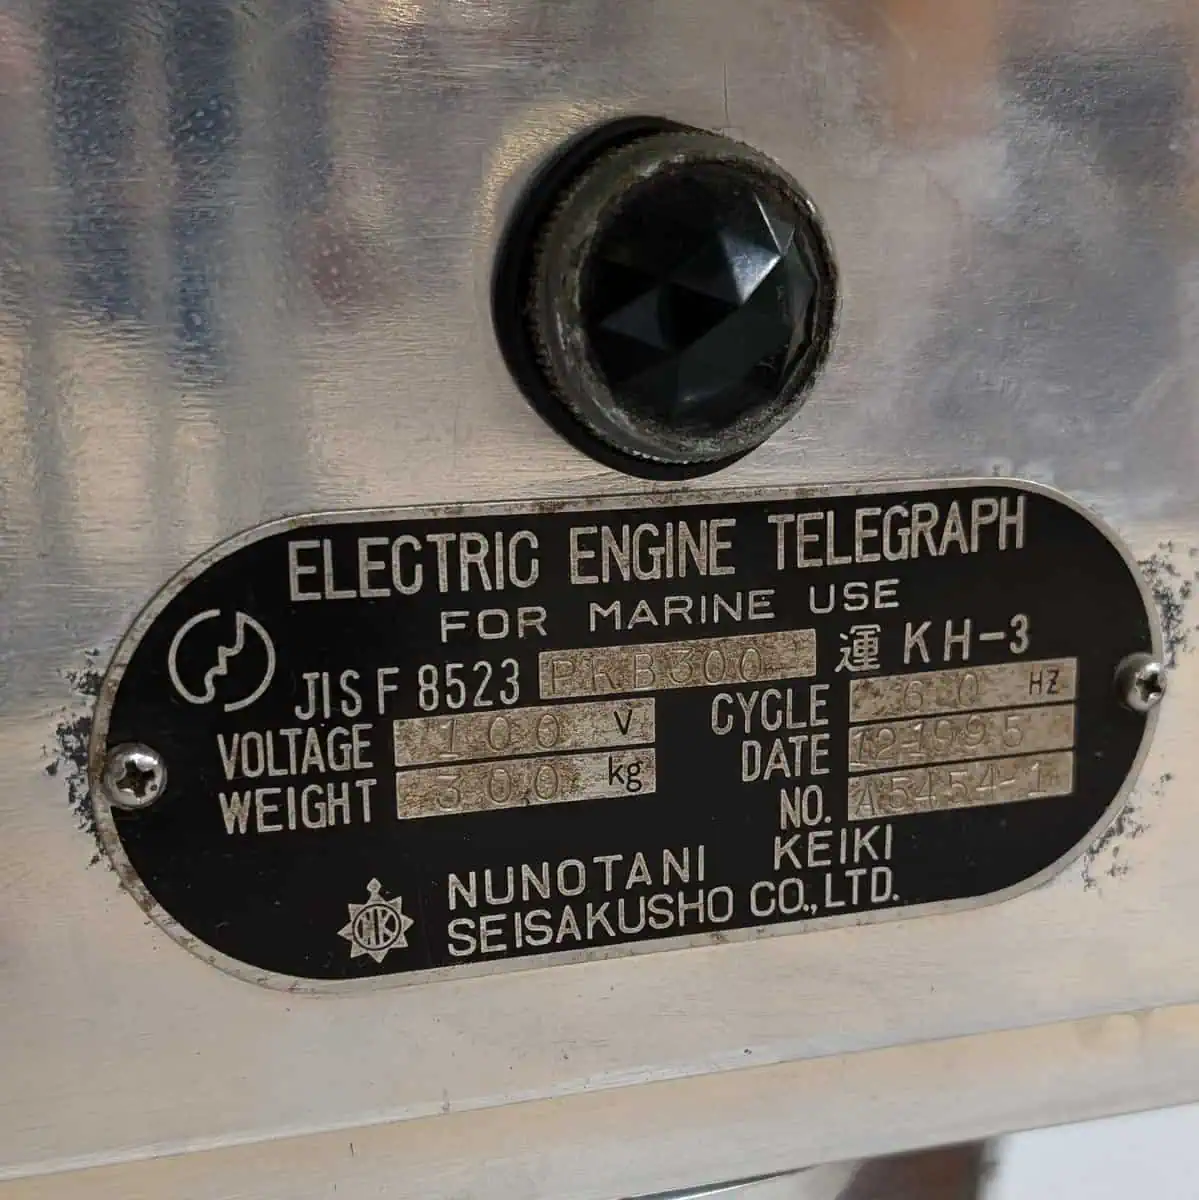 ELECTRIC ENGINE TELEGRAPH
FOR MARINE USE
JIS F 8523 PRB300 運 KH-3
VOLTAGE 100 V CYCLE 60 HZ
WEIGHT 300 kg DATE 12-1995
NO. A5454-1
NUNOTANI KEIKI
SEISAKUSHO CO., LTD.